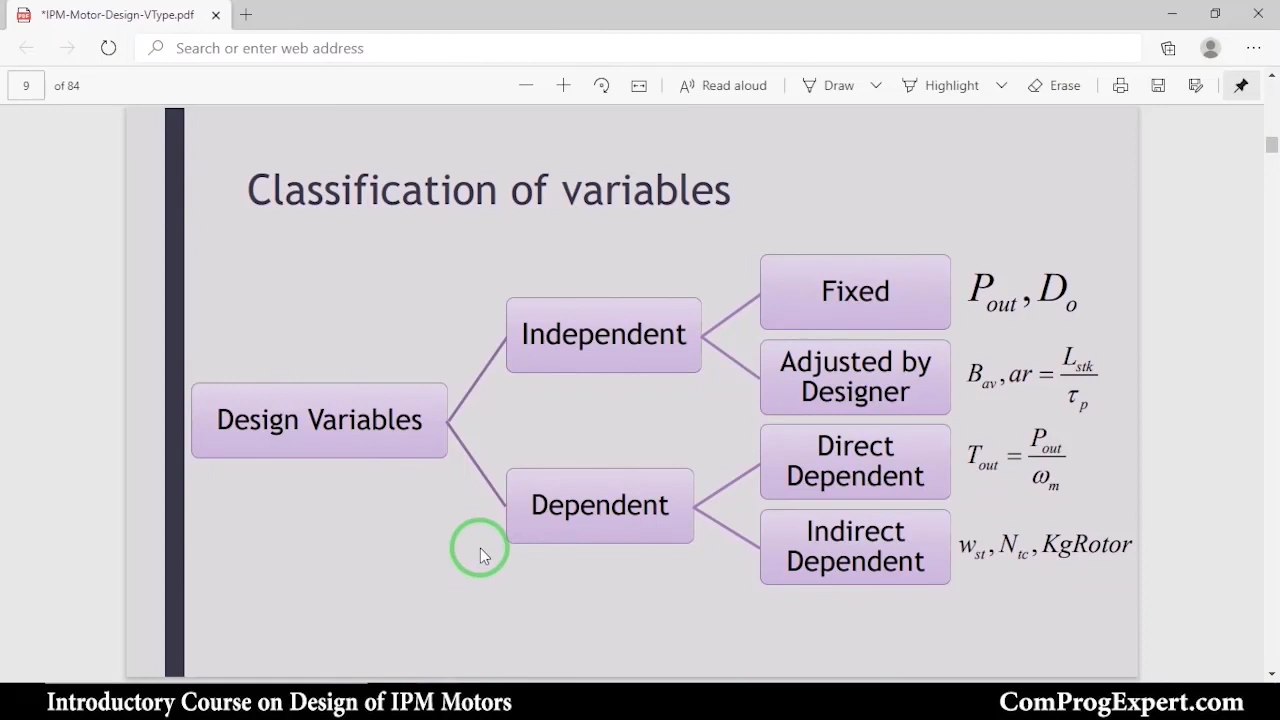 *IPM-Motor-Design-VType.pdf
Search or enter web address
9 of 84
Read aloud
Draw
Highlight
Erase
Classification of variables
Design Variables
Independent
Fixed
P_out, D_o
Adjusted by
Designer
B_av, ar = L_stk / τ_p
Dependent
Direct
Dependent
T_out = P_out / ω_m
Indirect
Dependent
w_st, N_tc, KgRotor
Introductory Course on Design of IPM Motors
ComProgExpert.com